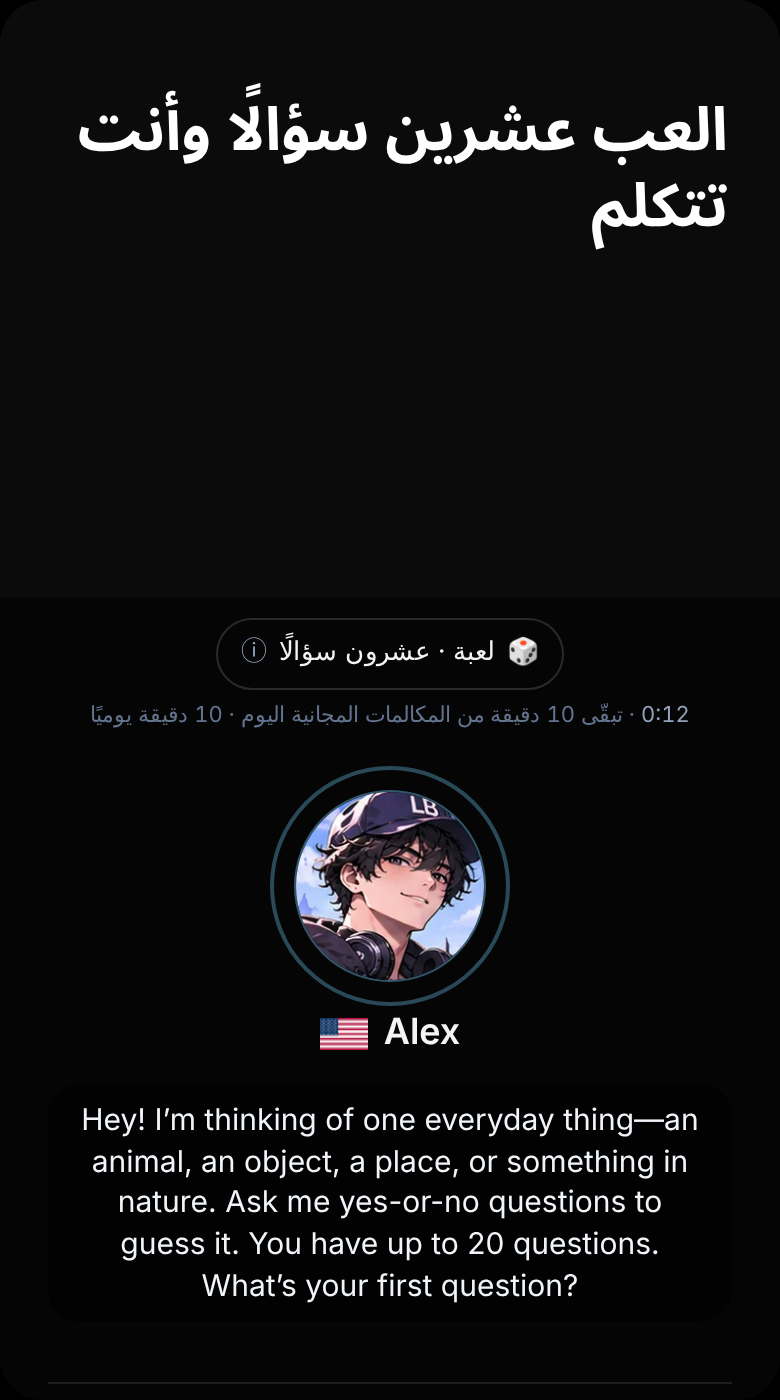 العب عشرين سؤالًا وأنت
تتكلم
🎲 لعبة · عشرون سؤالًا ⓘ
0:12 · تبقّى 10 دقيقة من المكالمات المجانية اليوم · 10 دقيقة يوميًا
LB
Alex
Hey! I’m thinking of one everyday thing—an
animal, an object, a place, or something in
nature. Ask me yes-or-no questions to
guess it. You have up to 20 questions.
What’s your first question?